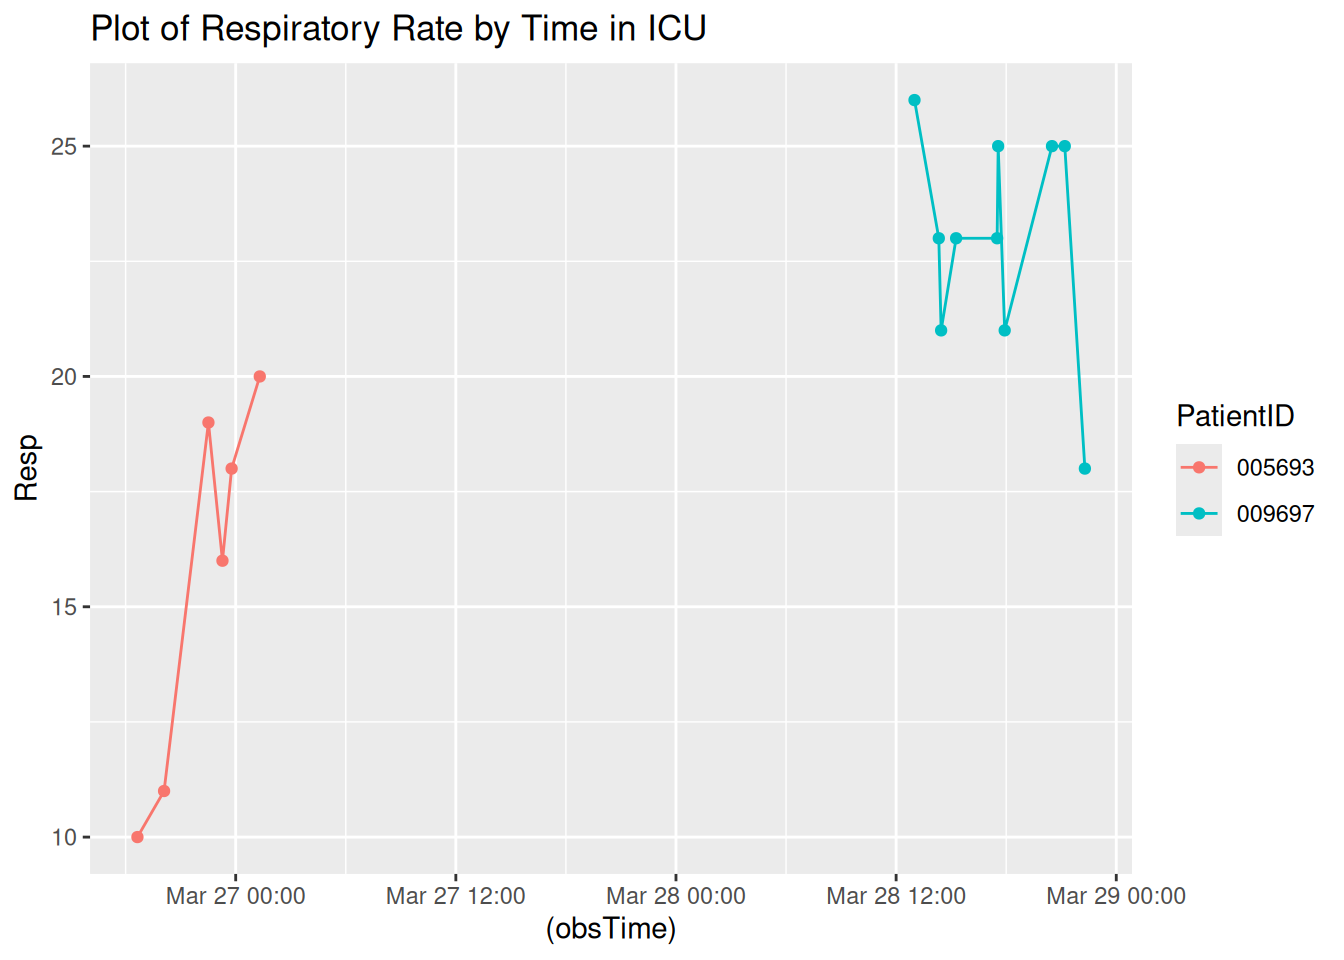 Plot of Respiratory Rate by Time in ICU
25
20
15
10
Resp
Mar 27 00:00
Mar 27 12:00
Mar 28 00:00
Mar 28 12:00
Mar 29 00:00
(obsTime)
PatientID
005693
009697